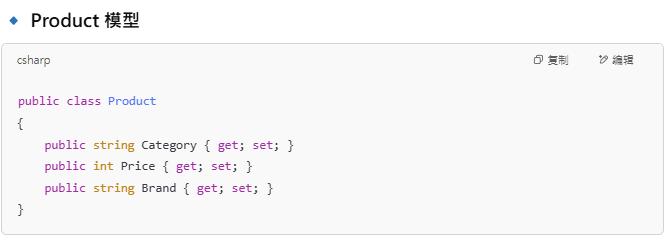 Product 模型
csharp 复制 编辑
public class Product
{
    public string Category { get; set; }
    public int Price { get; set; }
    public string Brand { get; set; }
}